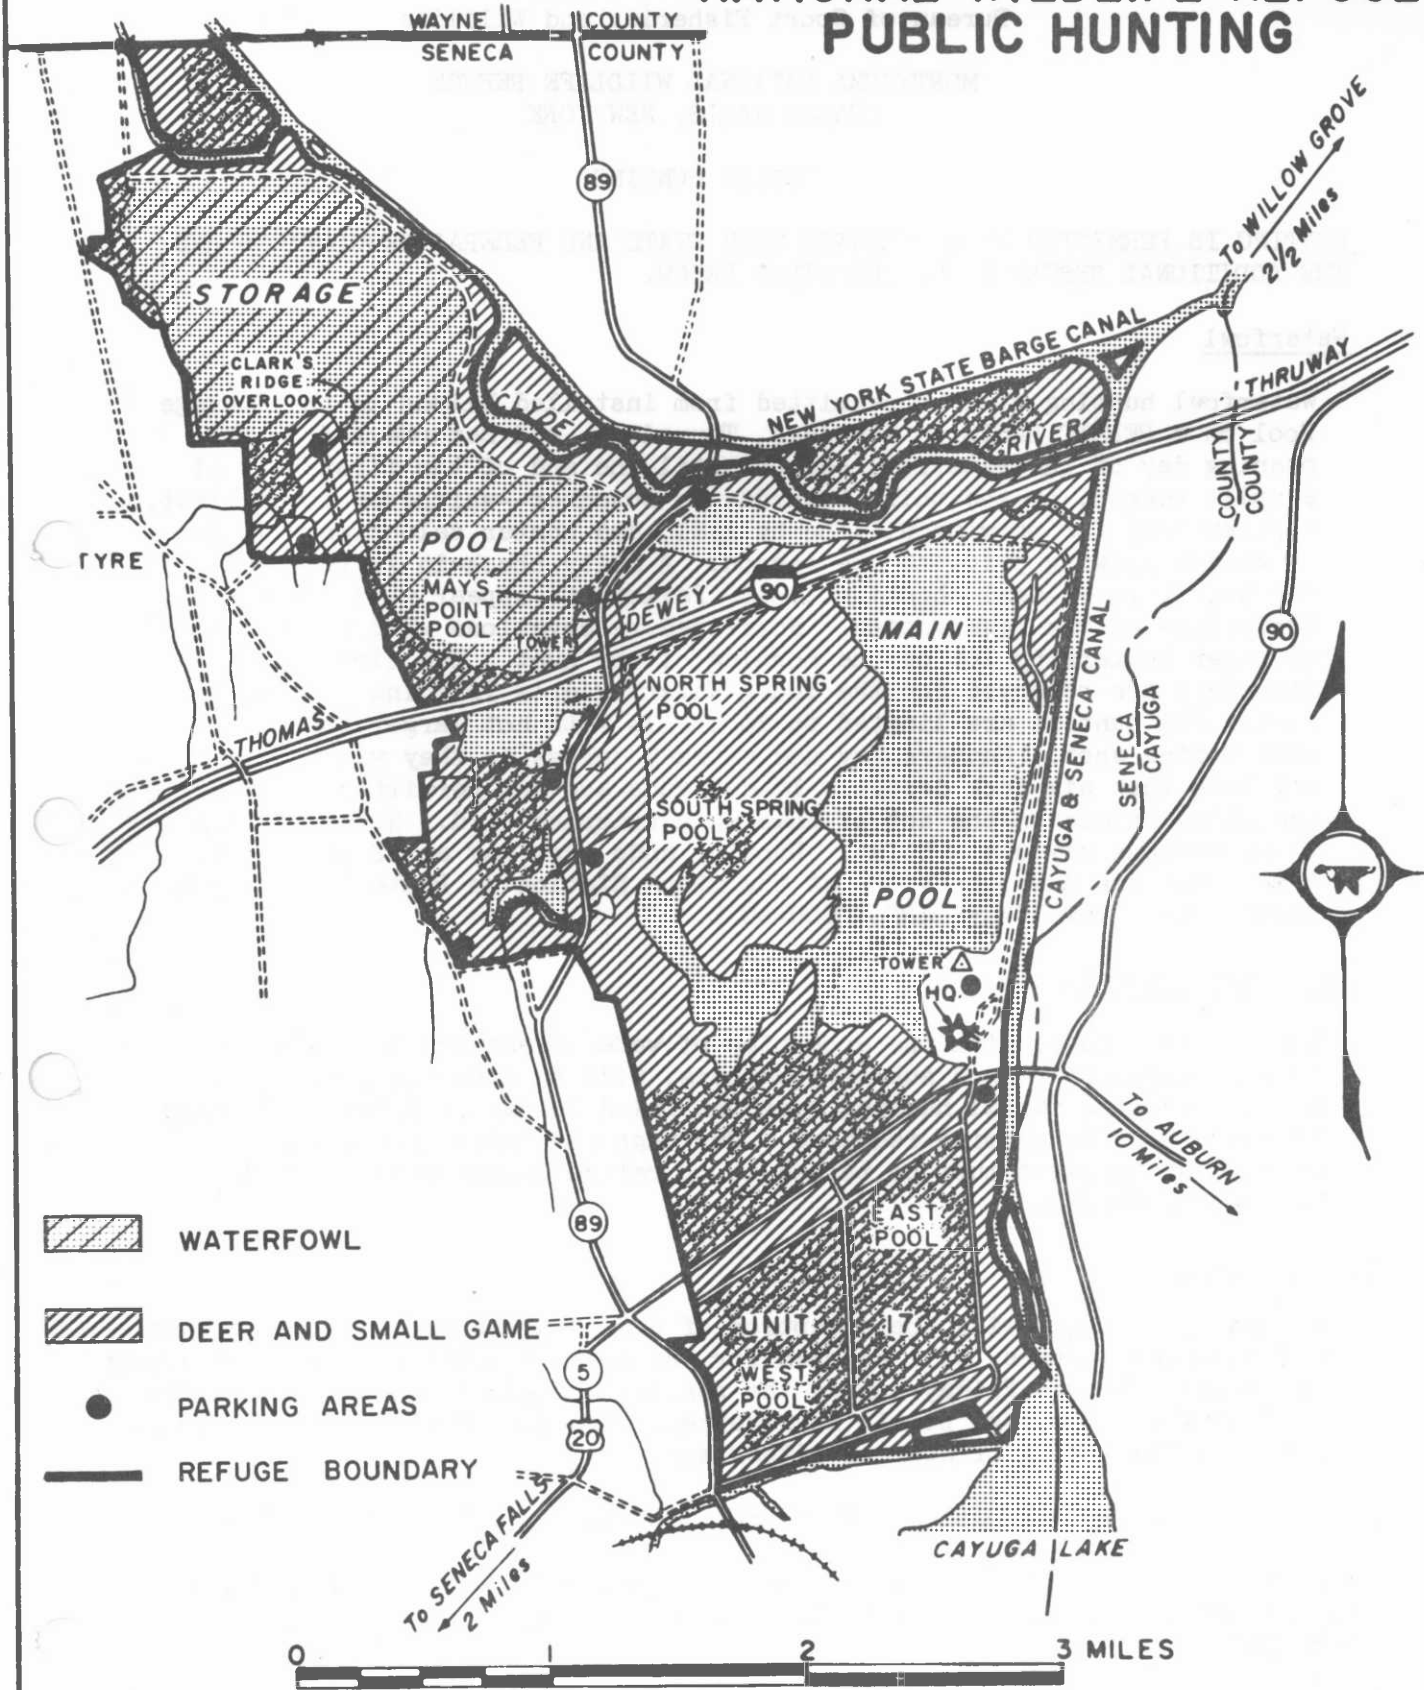 NATIONAL WILDLIFE REFUGE
PUBLIC HUNTING
WAYNE COUNTY
SENECA COUNTY
89
To WILLOW GROVE
2 1/2 Miles
STORAGE
CLARK'S
RIDGE
OVERLOOK
CLYDE
NEW YORK STATE BARGE CANAL
RIVER
THRUWAY
COUNTY
COUNTY
TYRE
POOL
MAY'S
POINT
POOL
TOWER
DEWEY
90
MAIN
90
THOMAS
NORTH SPRING
POOL
CAYUGA & SENECA CANAL
SENECA
CAYUGA
SOUTH SPRING
POOL
POOL
TOWER
HQ.
To AUBURN
10 Miles
89
EAST
POOL
WATERFOWL
DEER AND SMALL GAME
UNIT 17
5
WEST
POOL
PARKING AREAS
20
REFUGE BOUNDARY
To SENECA FALLS
2 Miles
CAYUGA LAKE
0 1 2 3 MILES